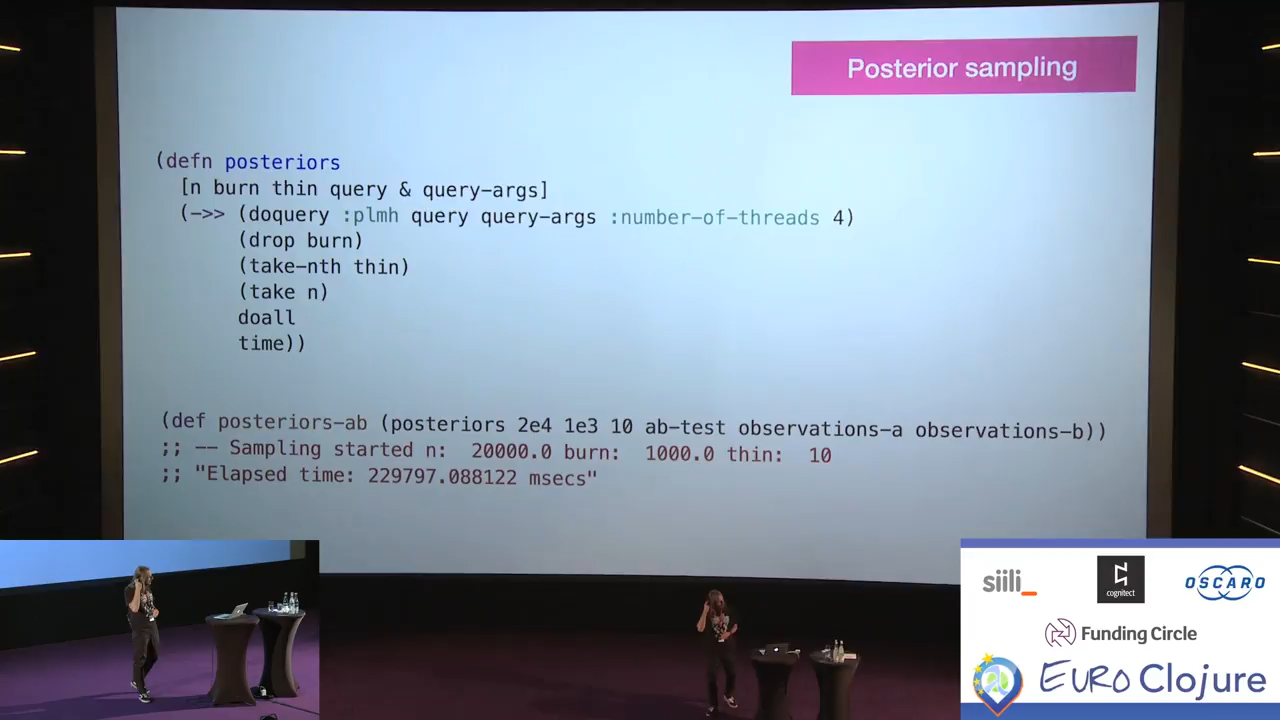 Posterior sampling
(defn posteriors
[n burn thin query & query-args]
(->> (doquery :plmh query query-args :number-of-threads 4)
(drop burn)
(take-nth thin)
(take n)
doall
time))
(def posteriors-ab (posteriors 2e4 1e3 10 ab-test observations-a observations-b))
;; -- Sampling started n:  20000.0 burn:  1000.0 thin:  10
;; "Elapsed time: 229797.088122 msecs"
siili_
cognitect
OSCARO
Funding Circle
EURO Clojure